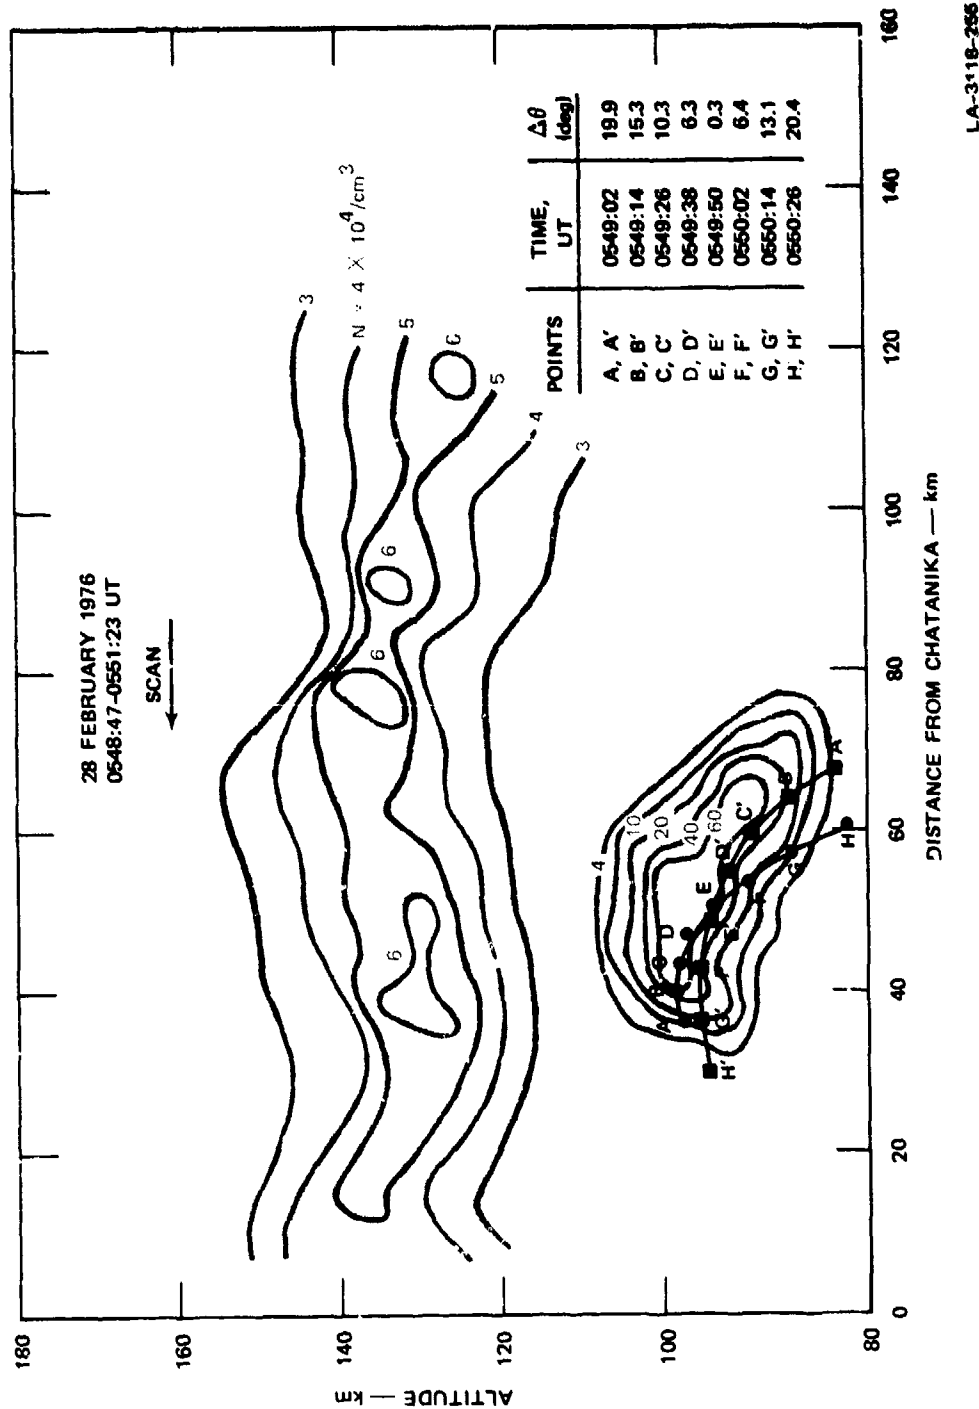 28 FEBRUARY 1976
0548:47-0551:23 UT
SCAN
ALTITUDE — km
180
160
140
120
100
80
3
N = 4 X 10⁴/cm³
5
6
5
4
3
6
6
6
4
10
20
40
60
A
B
C'
D'
E
D
C
A
G'
H'
G
H
F
POINTS
TIME, UT
Δθ (deg)
A, A' 0549:02 19.9
B, B' 0549:14 15.3
C, C' 0549:26 10.3
D, D' 0549:38 6.3
E, E' 0549:50 0.3
F, F' 0550:02 6.4
G, G' 0550:14 13.1
H, H' 0550:26 20.4
0 20 40 60 80 100 120 140 160
DISTANCE FROM CHATANIKA — km
LA-3118-266